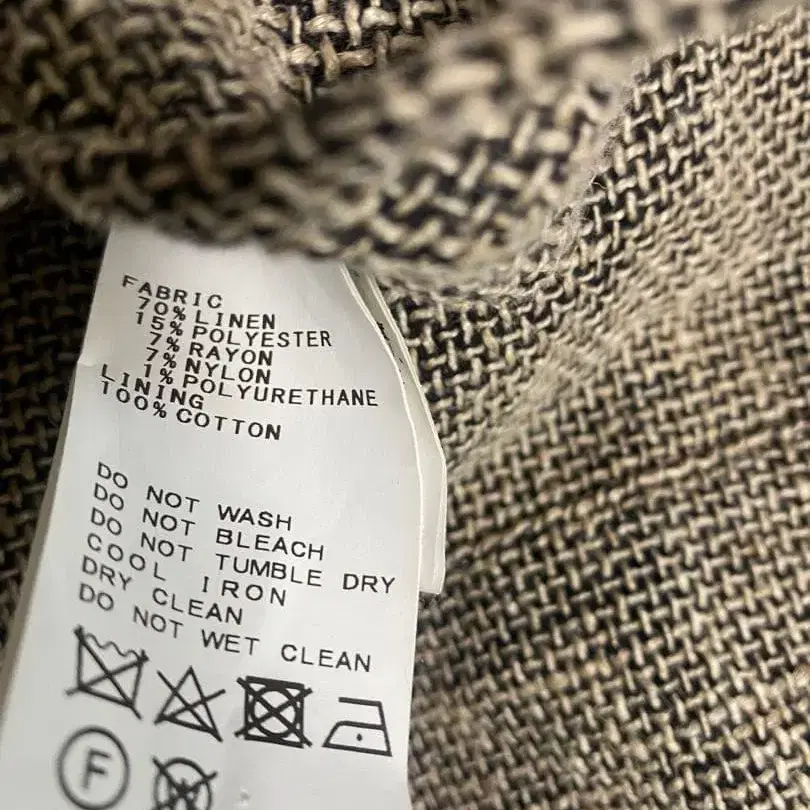 FABRIC
70% LINEN
15% POLYESTER
7% RAYON
7% NYLON
1% POLYURETHANE
LINING
100% COTTON
DO NOT WASH
DO NOT BLEACH
DO NOT TUMBLE DRY
COOL IRON
DRY CLEAN
DO NOT WET CLEAN
F